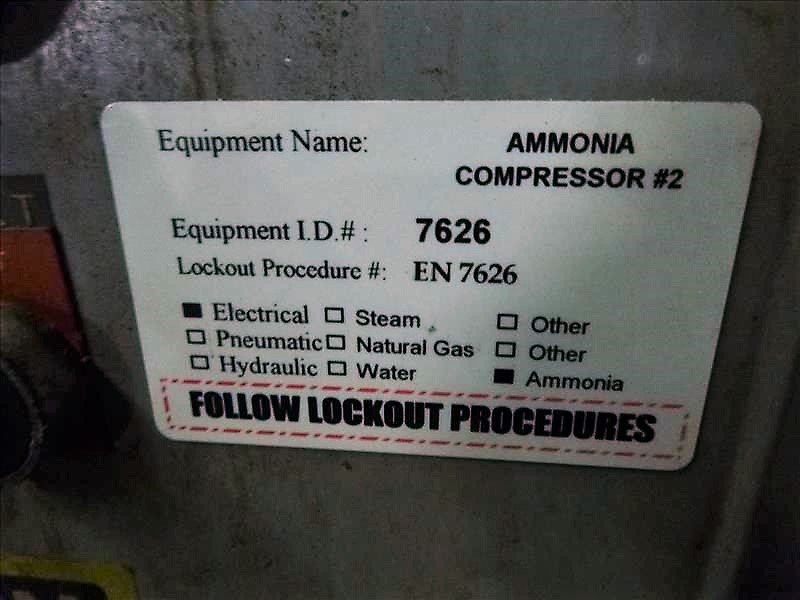 Equipment Name: AMMONIA
COMPRESSOR #2
Equipment I.D.# : 7626
Lockout Procedure #: EN 7626
■ Electrical □ Steam □ Other
□ Pneumatic □ Natural Gas □ Other
□ Hydraulic □ Water ■ Ammonia
FOLLOW LOCKOUT PROCEDURES